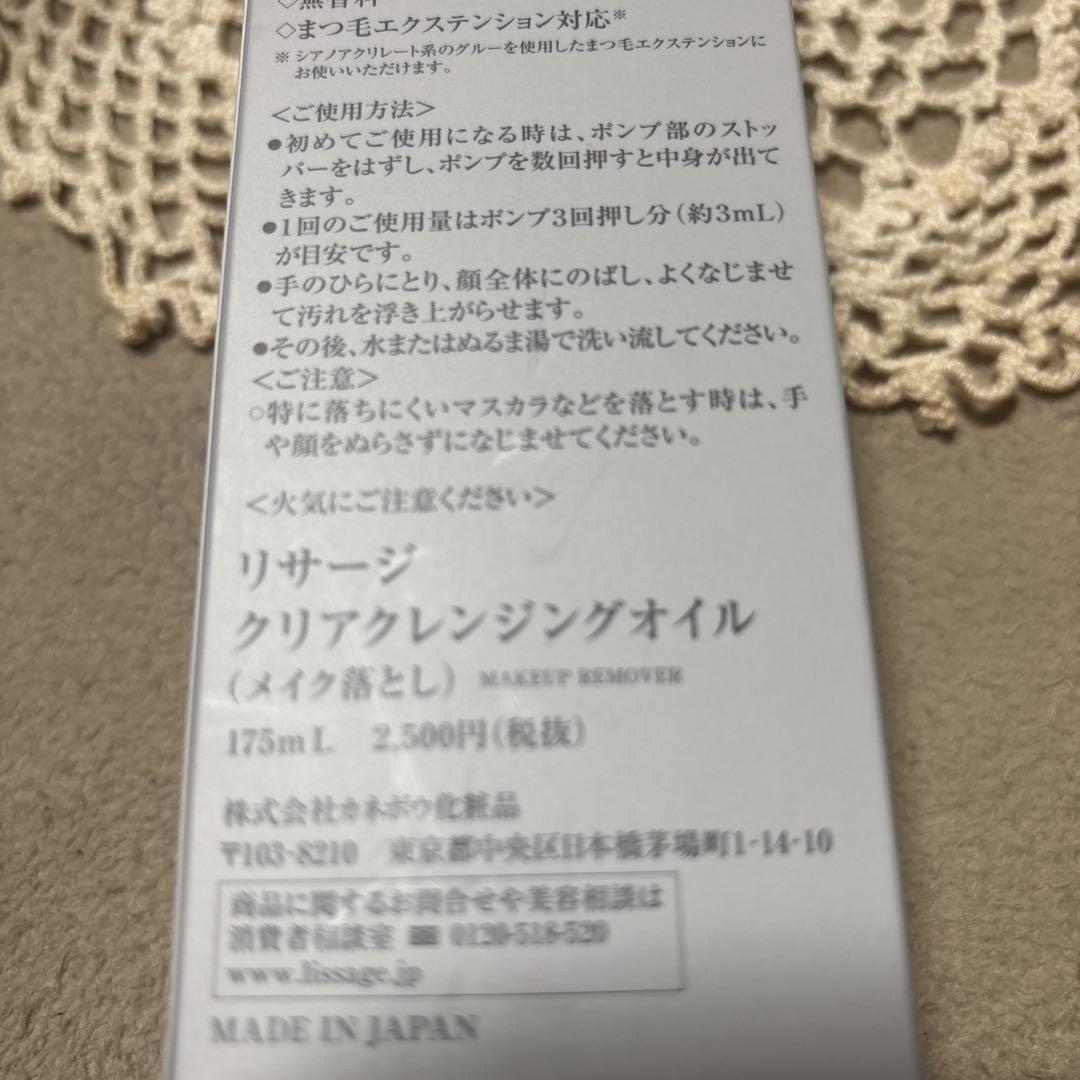 ◇無香料
◇まつ毛エクステンション対応※
※ シアノアクリレート系のグルーを使用したまつ毛エクステンションに
お使いいただけます。
＜ご使用方法＞
●初めてご使用になる時は、ポンプ部のストッ
パーをはずし、ポンプを数回押すと中身が出て
きます。
●1回のご使用量はポンプ3回押し分（約3mL）
が目安です。
●手のひらにとり、顔全体にのばし、よくなじませ
て汚れを浮き上がらせます。
●その後、水またはぬるま湯で洗い流してください。
＜ご注意＞
○特に落ちにくいマスカラなどを落とす時は、手
や顔をぬらさずになじませてください。
＜火気にご注意ください＞
リサージ
クリアクレンジングオイル
（メイク落とし） MAKEUP REMOVER
175mL 2,500円（税抜）
株式会社カネボウ化粧品
〒103-8210 東京都中央区日本橋茅場町1-14-10
商品に関するお問合せや美容相談は
消費者相談室 0120-518-520
www.lissage.jp
MADE IN JAPAN